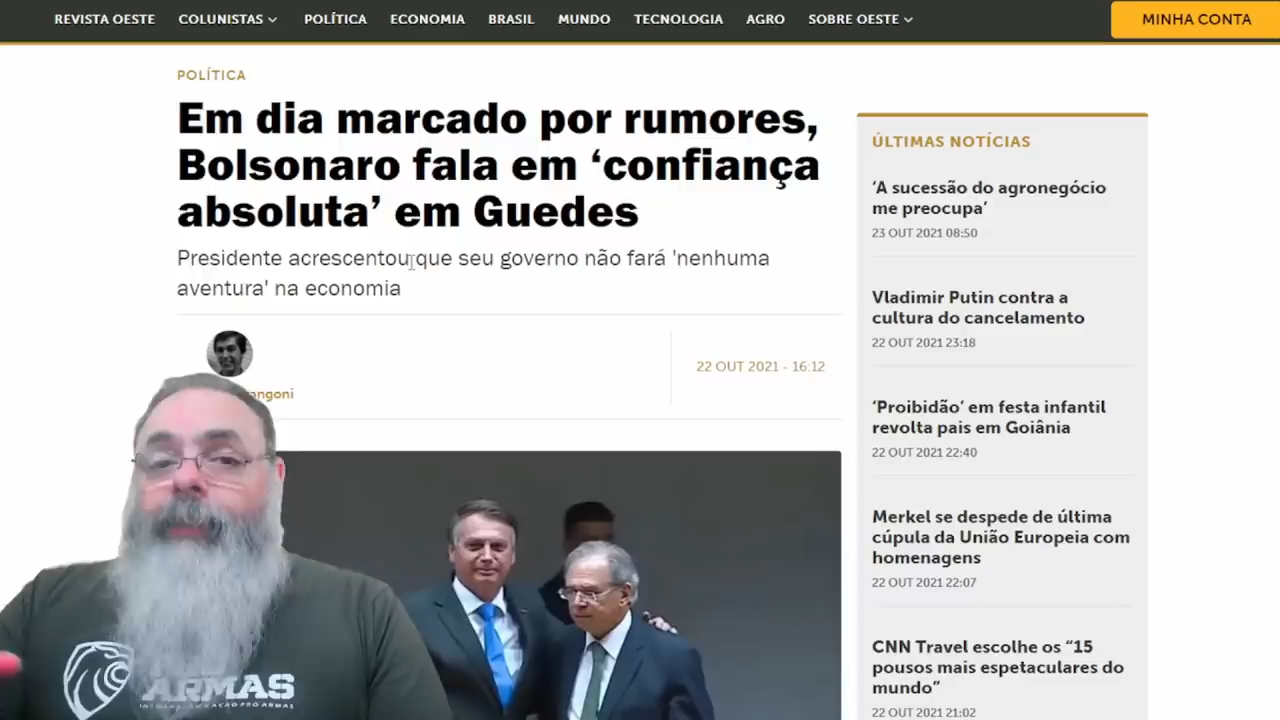 REVISTA OESTE COLUNISTAS POLÍTICA ECONOMIA BRASIL MUNDO TECNOLOGIA AGRO SOBRE OESTE MINHA CONTA
POLÍTICA
Em dia marcado por rumores,
Bolsonaro fala em ‘confiança
absoluta’ em Guedes
Presidente acrescentou que seu governo não fará 'nenhuma
aventura' na economia
angoni
22 OUT 2021 - 16:12
ÚLTIMAS NOTÍCIAS
‘A sucessão do agronegócio
me preocupa’
23 OUT 2021 08:50
Vladimir Putin contra a
cultura do cancelamento
22 OUT 2021 23:18
‘Proibidão’ em festa infantil
revolta pais em Goiânia
22 OUT 2021 22:40
Merkel se despede de última
cúpula da União Europeia com
homenagens
22 OUT 2021 22:07
CNN Travel escolhe os “15
pousos mais espetaculares do
mundo”
22 OUT 2021 21:02
ARMAS